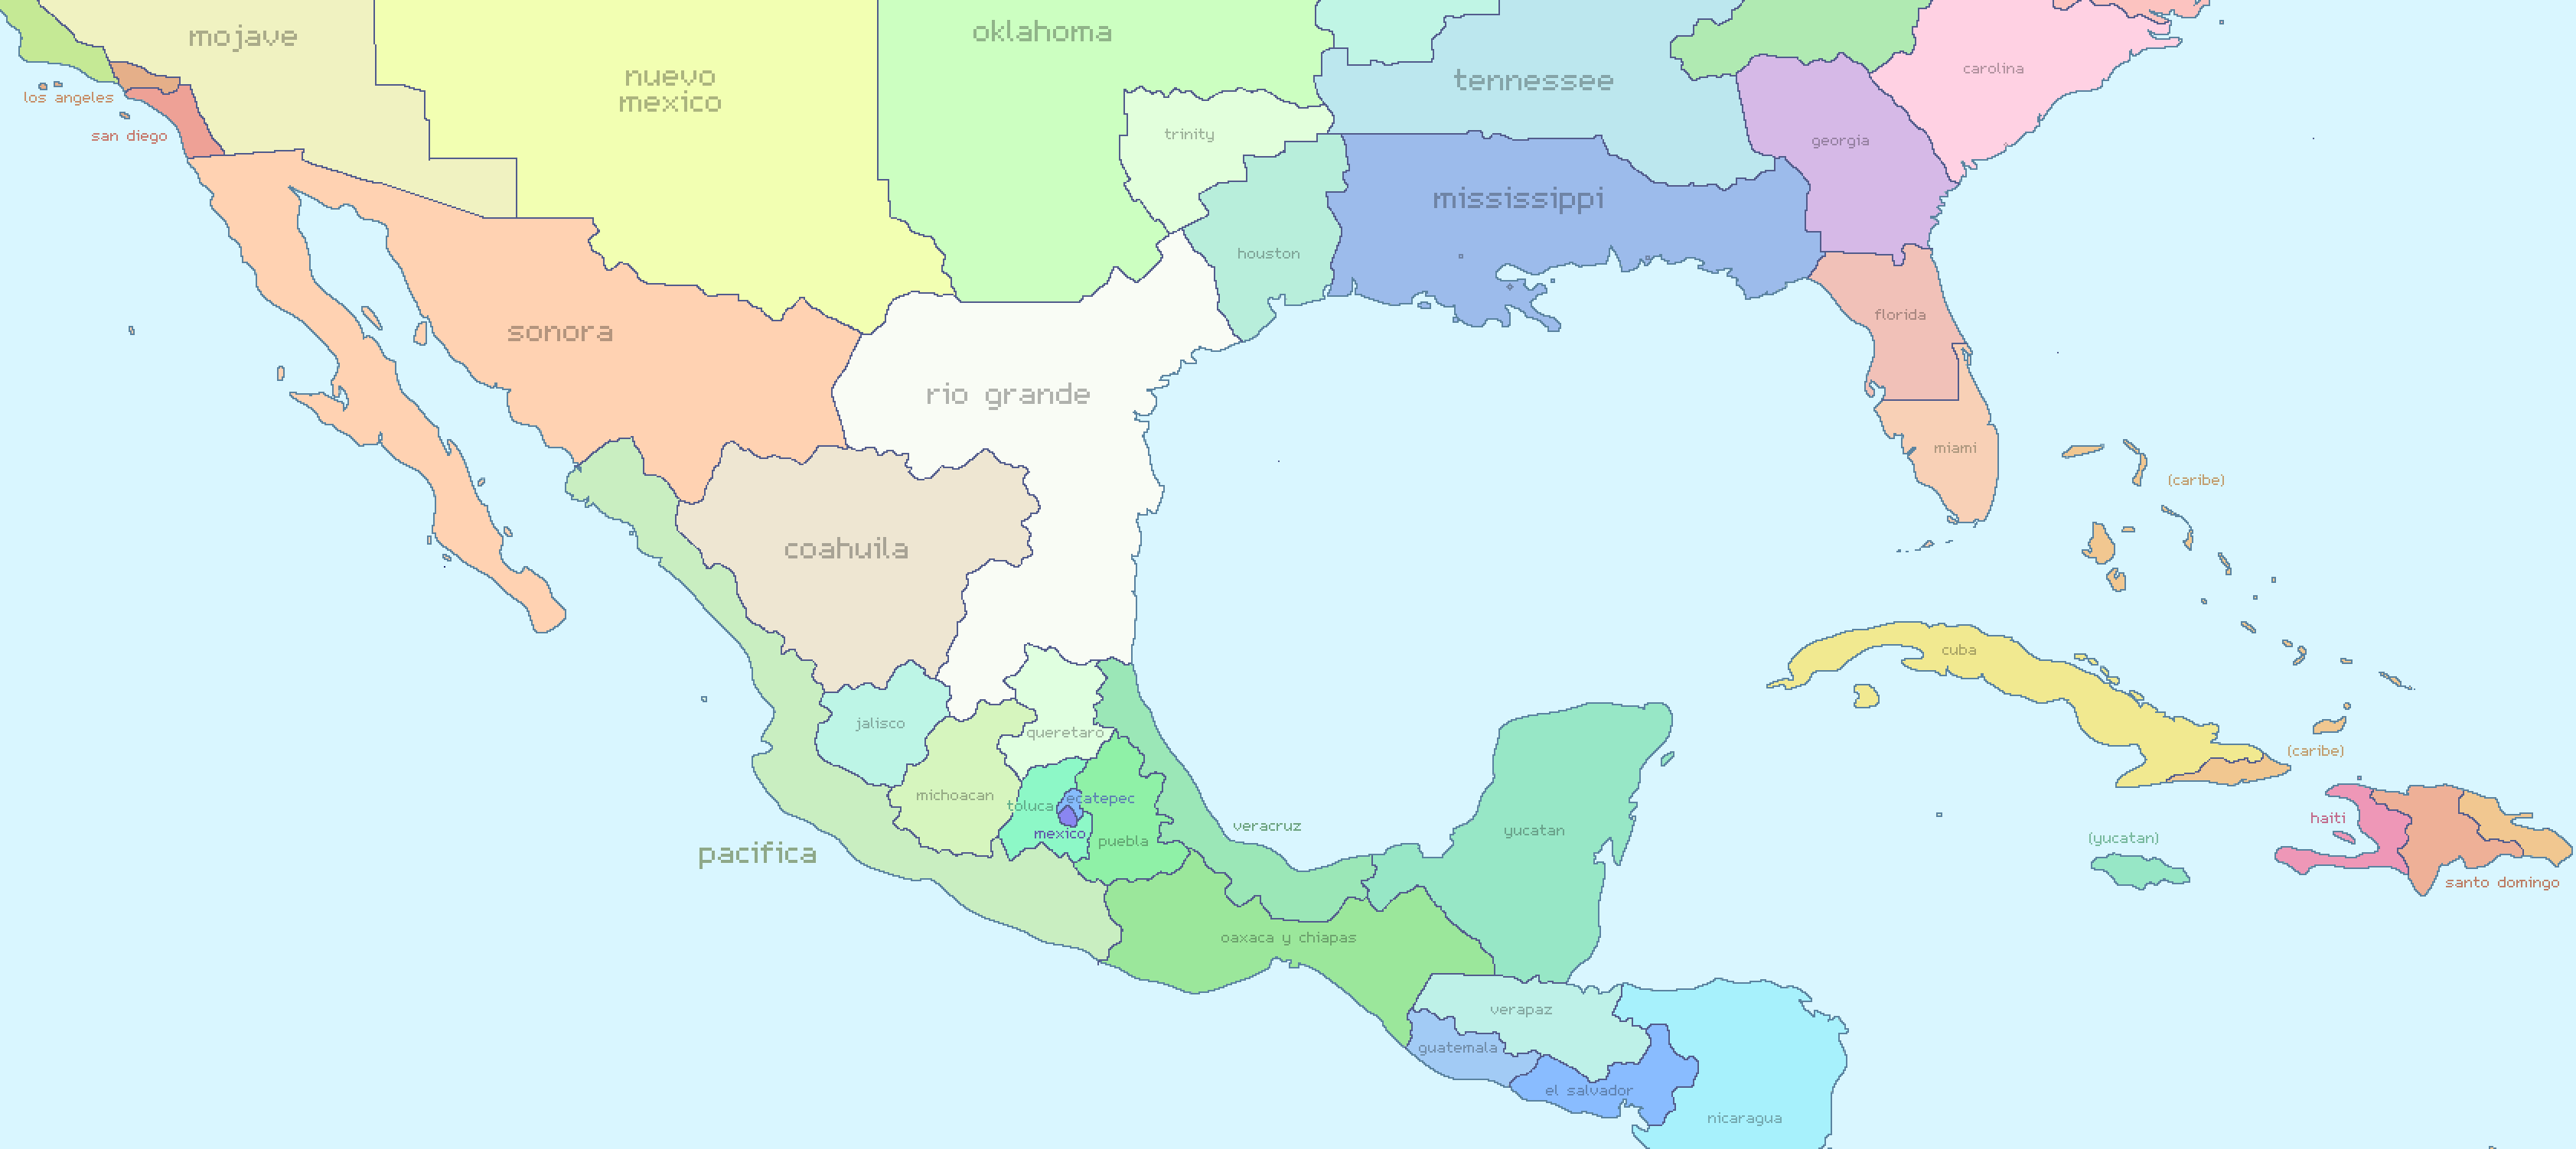 mojave
oklahoma
nuevo
mexico
tennessee
carolina
los angeles
san diego
trinity
georgia
mississippi
houston
florida
sonora
rio grande
miami
(caribe)
coahuila
cuba
jalisco
queretaro
(caribe)
michoacan
toluca
ecatepec
mexico
puebla
veracruz
yucatan
haiti
(yucatan)
pacifica
santo domingo
oaxaca y chiapas
verapaz
guatemala
el salvador
nicaragua